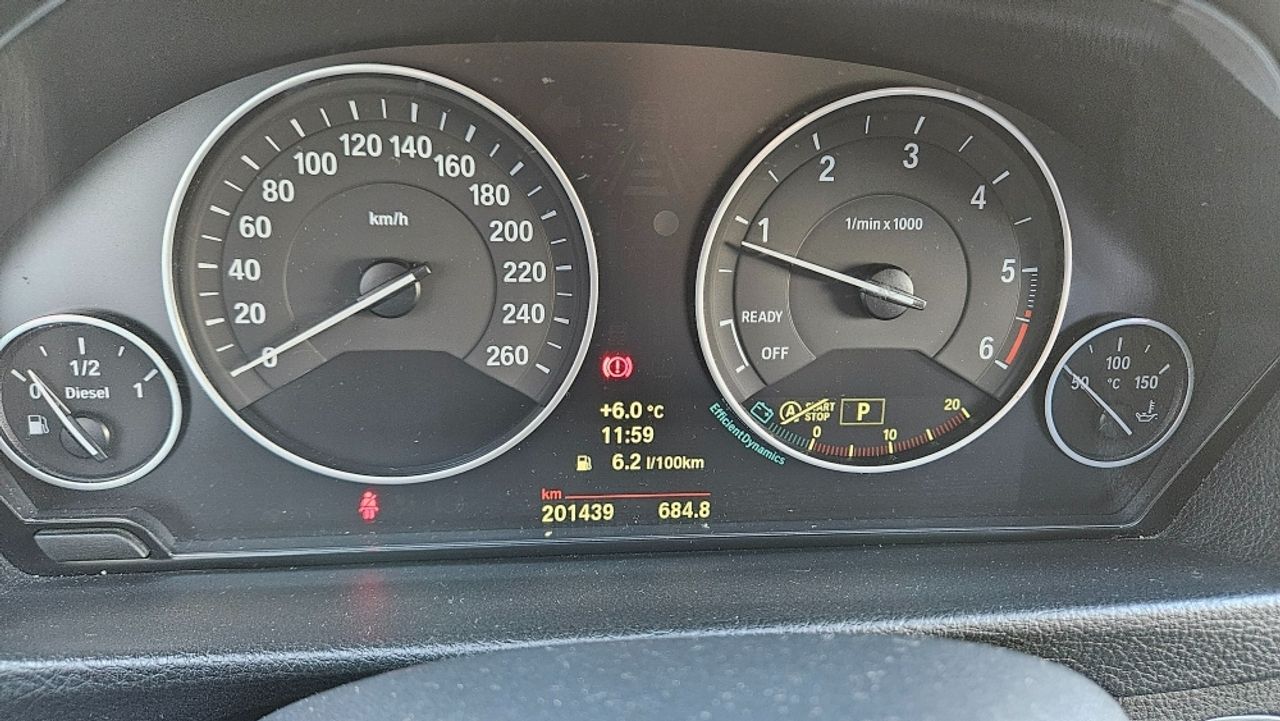 0
1/2
1
Diesel
0
20
40
60
80
100
120
140
160
180
200
220
240
260
km/h
+6.0 °C
11:59
6.2 l/100km
km
201439 684.8
1
2
3
4
5
6
1/min x 1000
READY
OFF
A
START
STOP
P
0
10
20
EfficientDynamics
50
100
150
°C